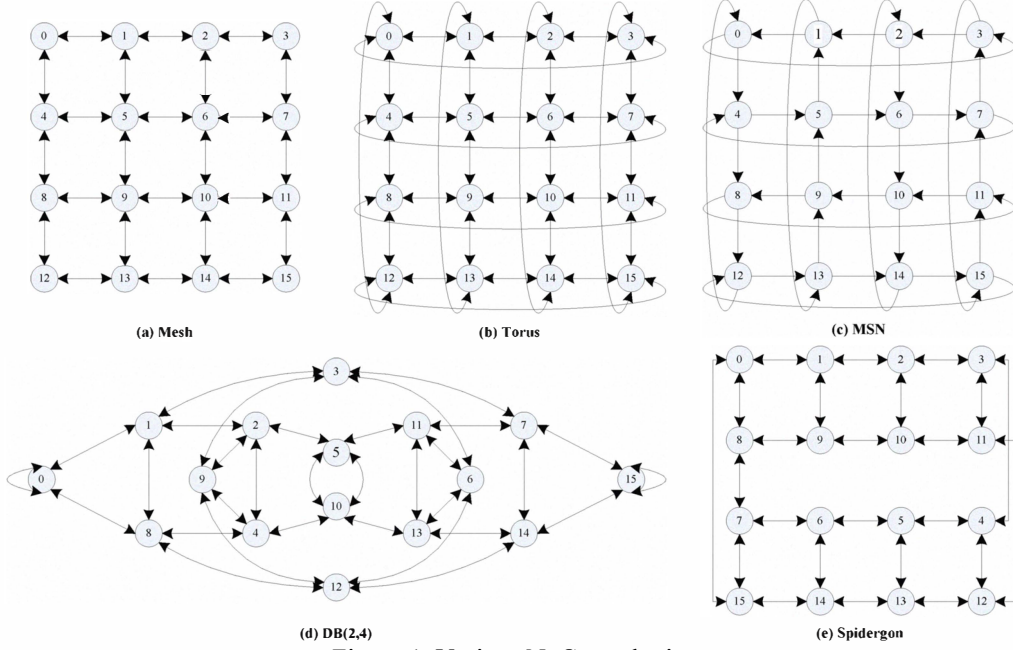 0 1 2 3
4 5 6 7
8 9 10 11
12 13 14 15
(a) Mesh
0 1 2 3
4 5 6 7
8 9 10 11
12 13 14 15
(b) Torus
0 1 2 3
4 5 6 7
8 9 10 11
12 13 14 15
(c) MSN
3
1 2 11 7
5
0 9 6 15
10
8 4 13 14
12
(d) DB(2,4)
0 1 2 3
8 9 10 11
7 6 5 4
15 14 13 12
(e) Spidergon